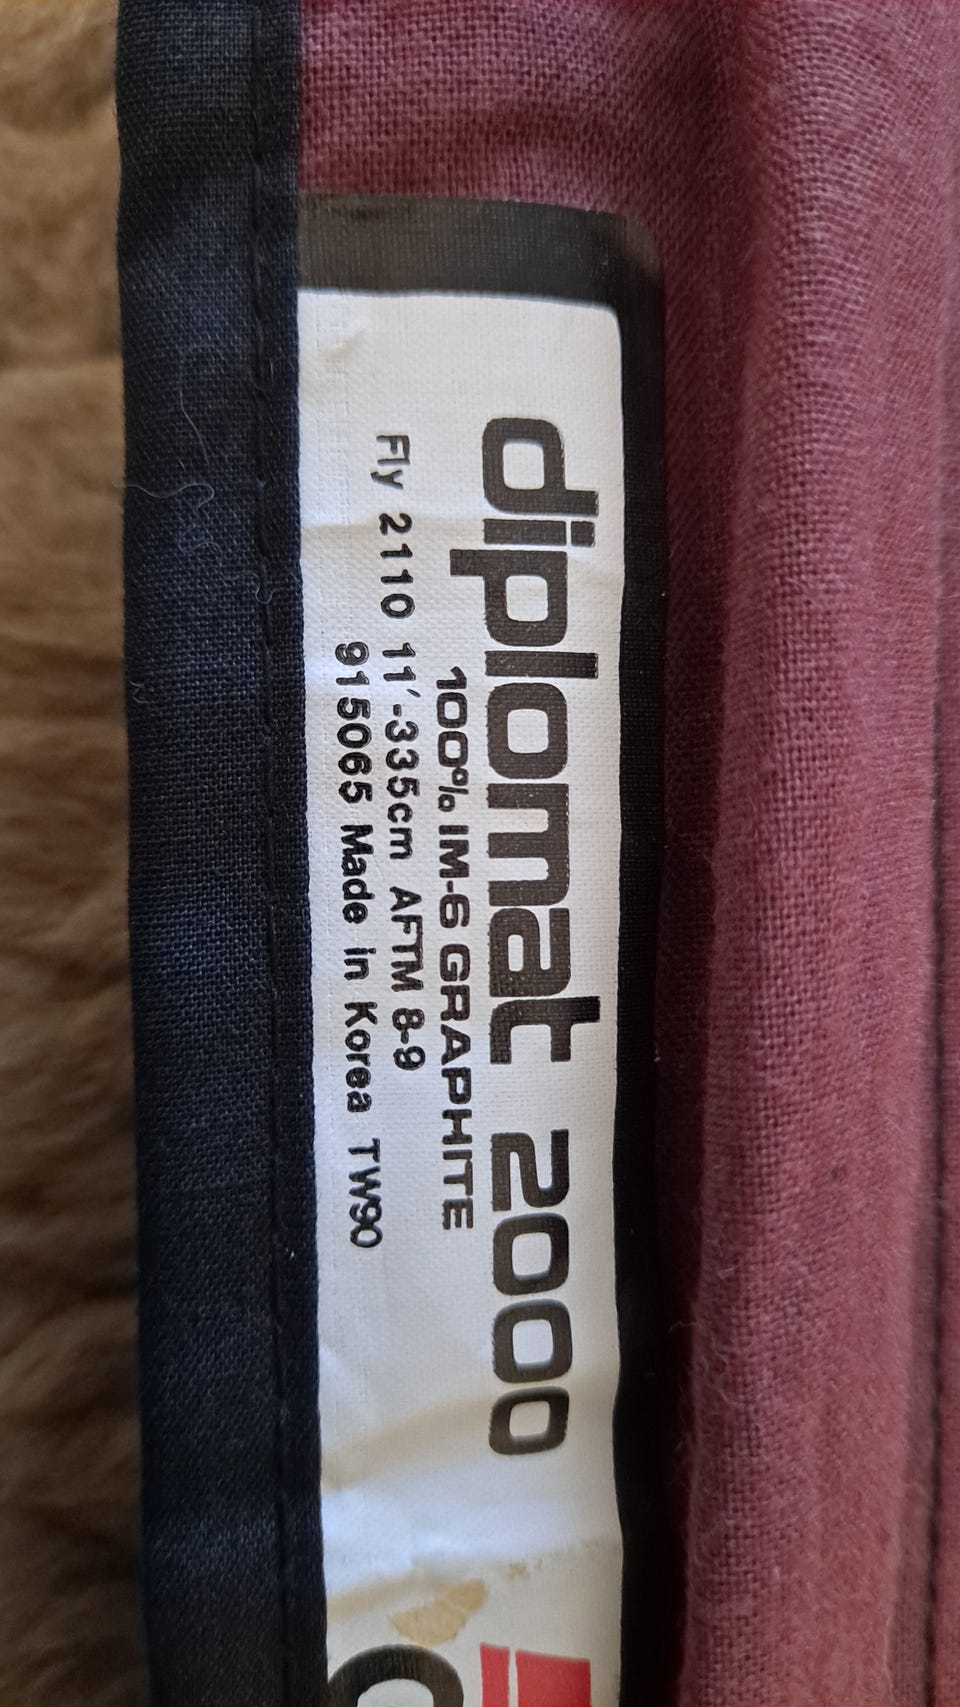 diplomat 2000
100% IM-6 GRAPHITE
Fly 2110 11'-335cm AFTM 8-9
915065 Made in Korea TW90